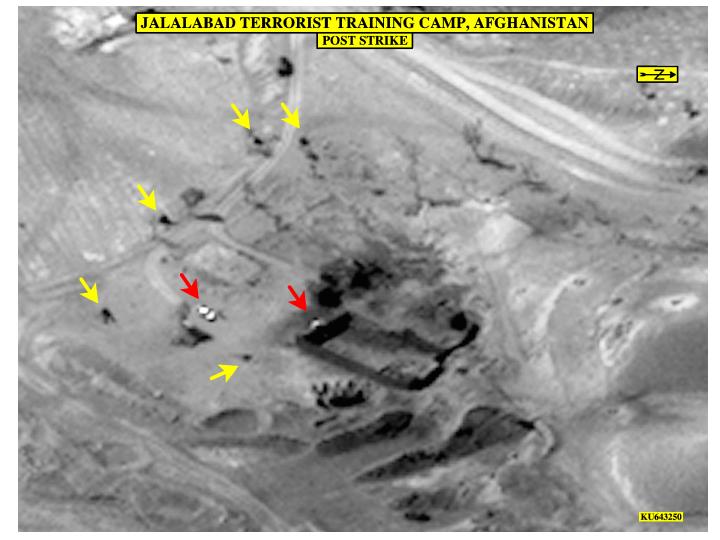 JALALABAD TERRORIST TRAINING CAMP, AFGHANISTAN
POST STRIKE
Z
KU643250